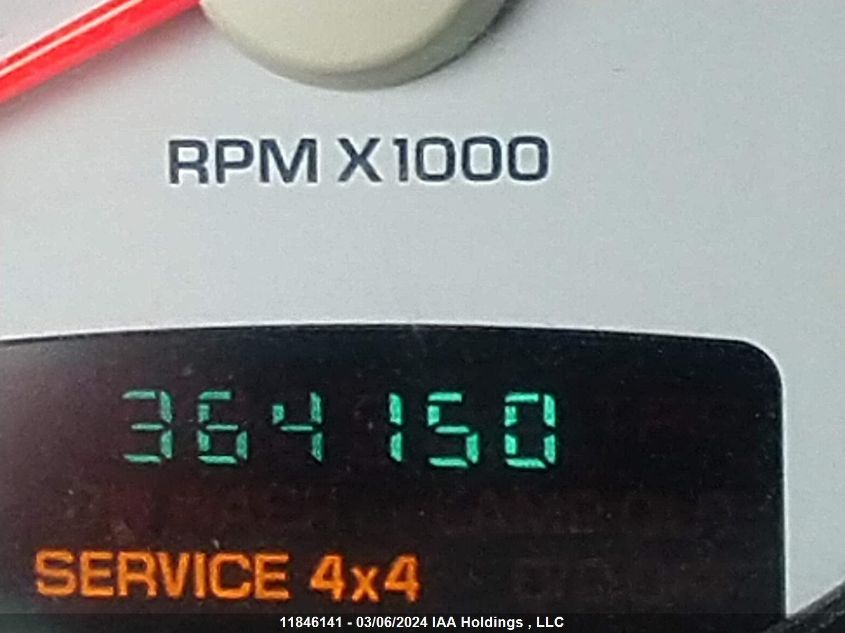 RPM X1000
364150
SERVICE 4x4
11846141 - 03/06/2024 IAA Holdings , LLC